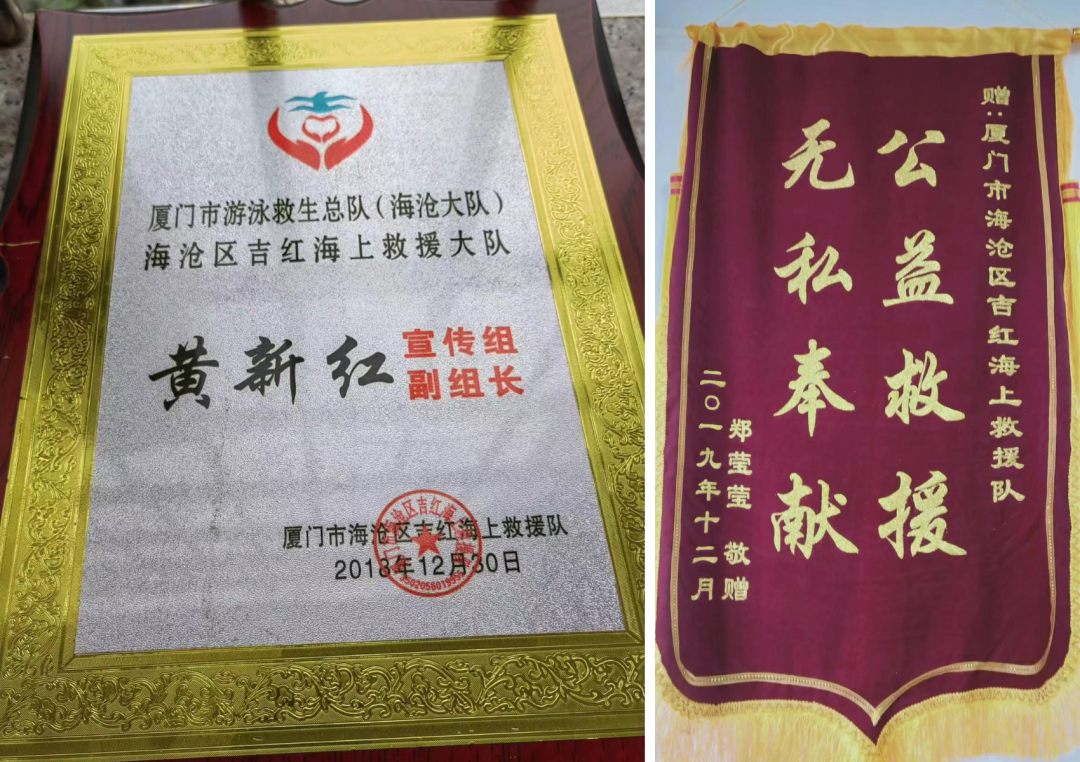 厦门市游泳救生总队(海沧大队)
海沧区吉红海上救援大队
黄新红
宣传组
副组长
厦门市海沧区吉红海上救援队
2018年12月30日
赠:厦门市海沧区吉红海上救援队
公益救援
无私奉献
郑莹莹 敬赠
二〇一九年十二月